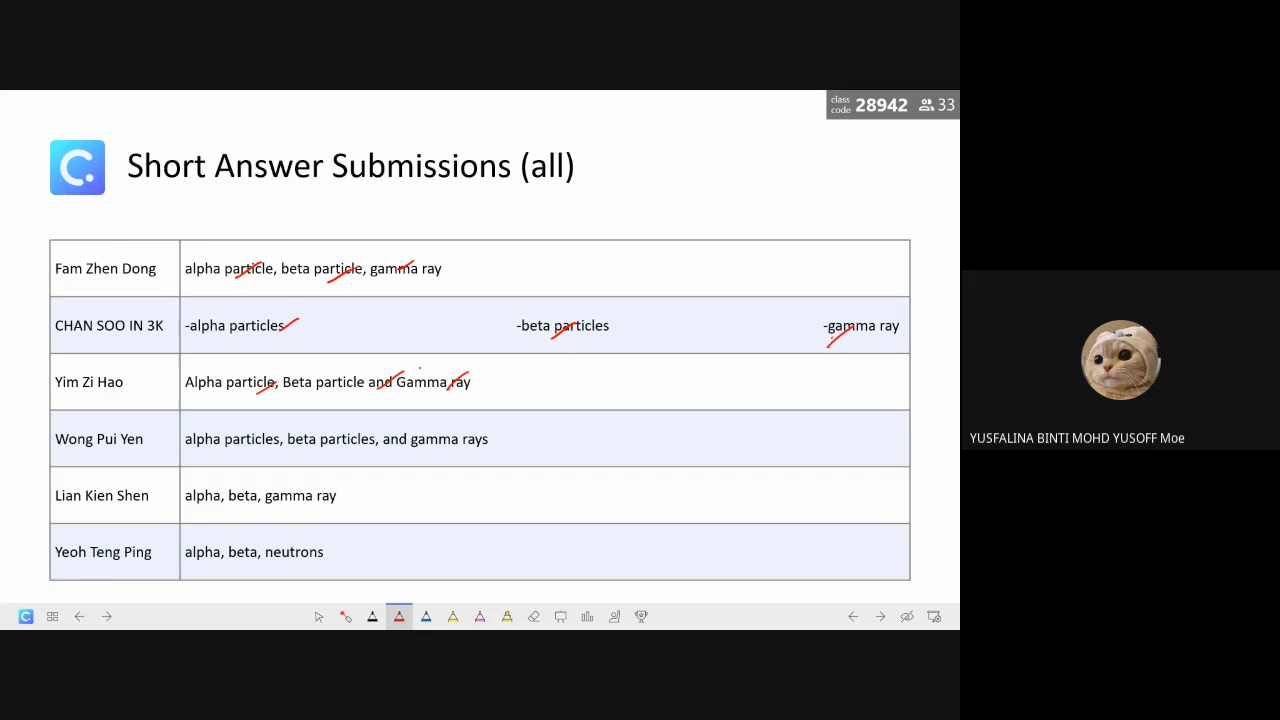 class code 28942 33
Short Answer Submissions (all)
Fam Zhen Dong alpha particle, beta particle, gamma ray
CHAN SOO IN 3K -alpha particles -beta particles -gamma ray
Yim Zi Hao Alpha particle, Beta particle and Gamma ray
Wong Pui Yen alpha particles, beta particles, and gamma rays
Lian Kien Shen alpha, beta, gamma ray
Yeoh Teng Ping alpha, beta, neutrons
YUSFALINA BINTI MOHD YUSOFF Moe